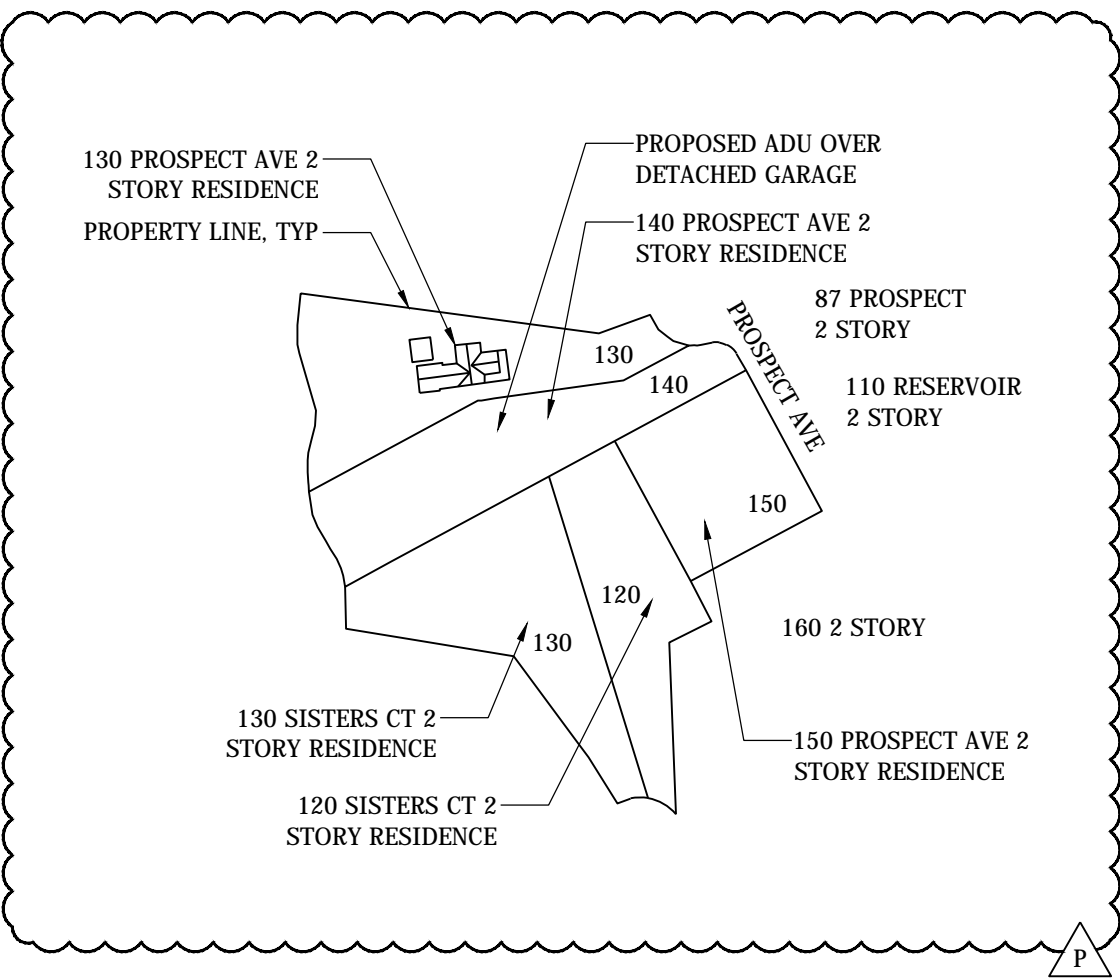 130 PROSPECT AVE 2
STORY RESIDENCE
PROPERTY LINE, TYP
PROPOSED ADU OVER
DETACHED GARAGE
140 PROSPECT AVE 2
STORY RESIDENCE
87 PROSPECT
2 STORY
PROSPECT AVE
110 RESERVOIR
2 STORY
130
140
150
120
130
160 2 STORY
130 SISTERS CT 2
STORY RESIDENCE
150 PROSPECT AVE 2
STORY RESIDENCE
120 SISTERS CT 2
STORY RESIDENCE
P